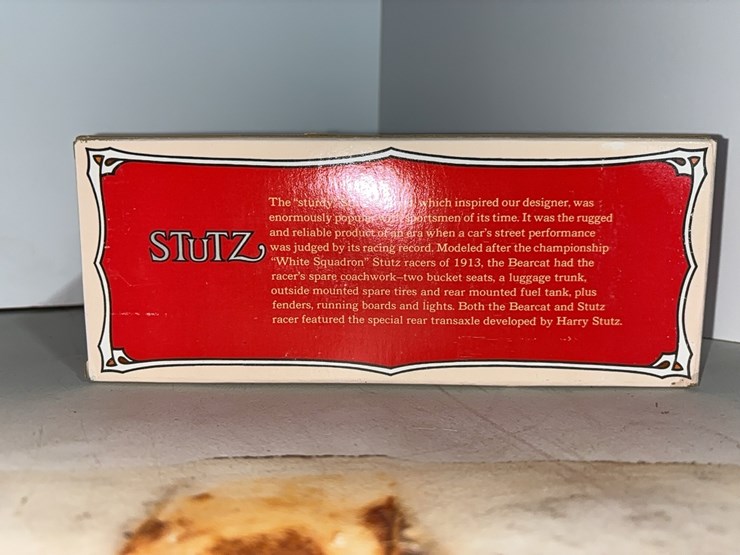 STUTZ
The "sturdy which inspired our designer, was
enormously popular sportsmen of its time. It was the rugged
and reliable product of an era when a car's street performance
was judged by its racing record. Modeled after the championship
"White Squadron" Stutz racers of 1913, the Bearcat had the
racer's spare coachwork—two bucket seats, a luggage trunk,
outside mounted spare tires and rear mounted fuel tank, plus
fenders, running boards and lights. Both the Bearcat and Stutz
racer featured the special rear transaxle developed by Harry Stutz.